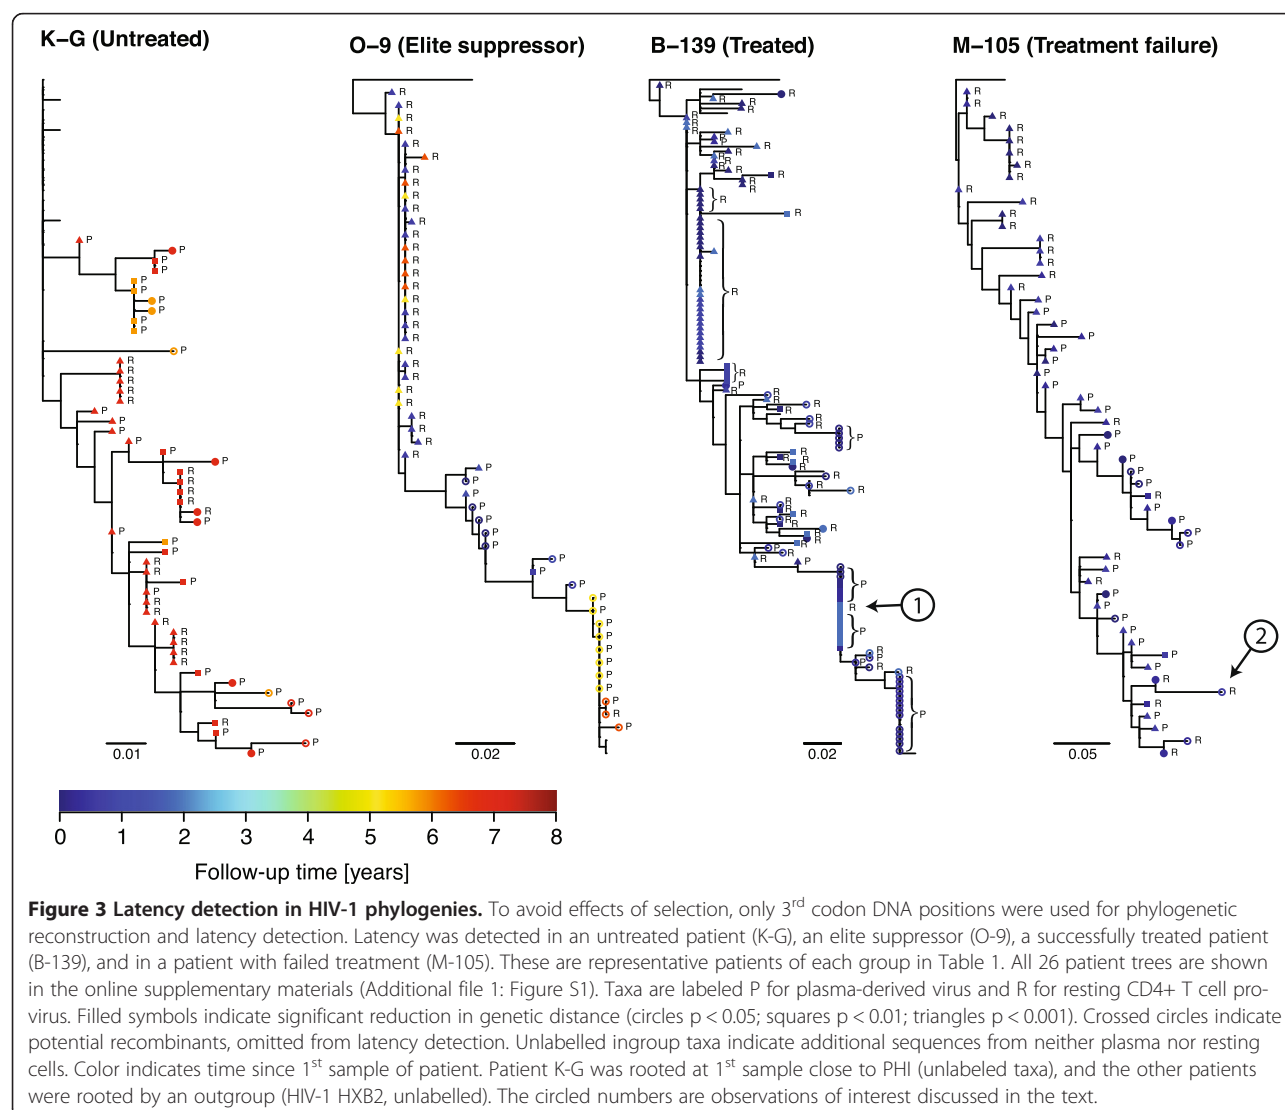 K–G (Untreated)
O–9 (Elite suppressor)
B–139 (Treated)
M–105 (Treatment failure)
1
2
0.01
0.02
0.02
0.05
0 1 2 3 4 5 6 7 8
Follow-up time [years]
Figure 3 Latency detection in HIV-1 phylogenies. To avoid effects of selection, only 3rd codon DNA positions were used for phylogenetic
reconstruction and latency detection. Latency was detected in an untreated patient (K-G), an elite suppressor (O-9), a successfully treated patient
(B-139), and in a patient with failed treatment (M-105). These are representative patients of each group in Table 1. All 26 patient trees are shown
in the online supplementary materials (Additional file 1: Figure S1). Taxa are labeled P for plasma-derived virus and R for resting CD4+ T cell pro-
virus. Filled symbols indicate significant reduction in genetic distance (circles p < 0.05; squares p < 0.01; triangles p < 0.001). Crossed circles indicate
potential recombinants, omitted from latency detection. Unlabelled ingroup taxa indicate additional sequences from neither plasma nor resting
cells. Color indicates time since 1st sample of patient. Patient K-G was rooted at 1st sample close to PHI (unlabeled taxa), and the other patients
were rooted by an outgroup (HIV-1 HXB2, unlabelled). The circled numbers are observations of interest discussed in the text.